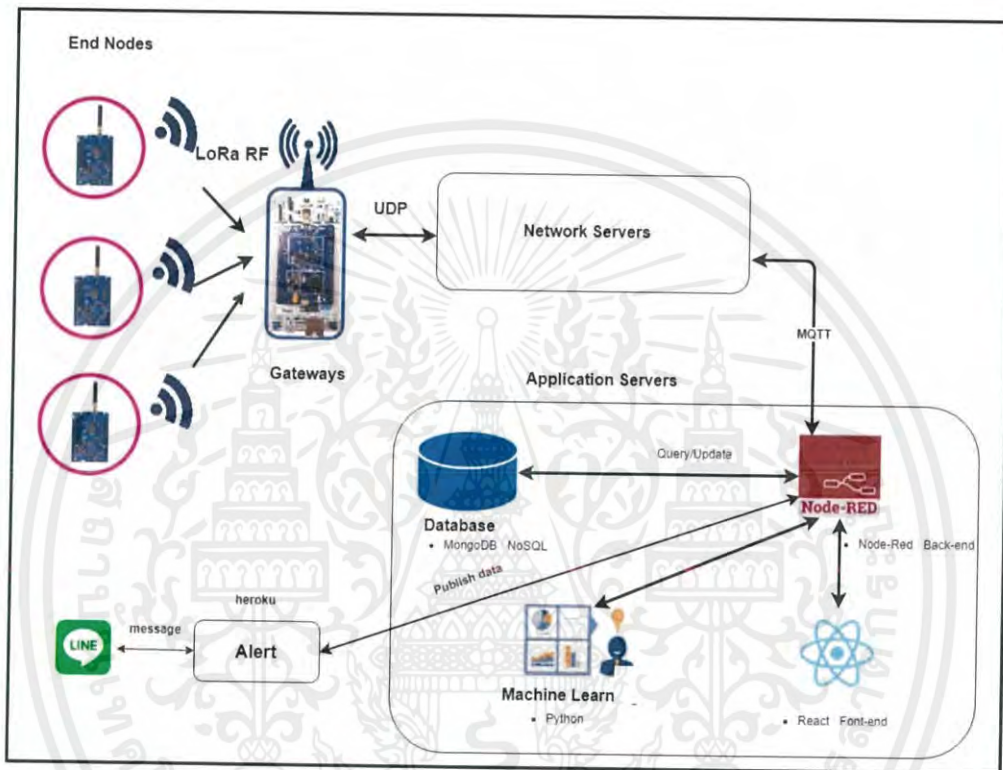 End Nodes
LoRa RF
UDP
Network Servers
Gateways
MQTT
Application Servers
Query/Update
Node-RED
Database
• MongoDB NoSQL
• Node-Red Back-end
Publish data
heroku
message
LINE
Alert
Machine Learn
• Python
• React Font-end